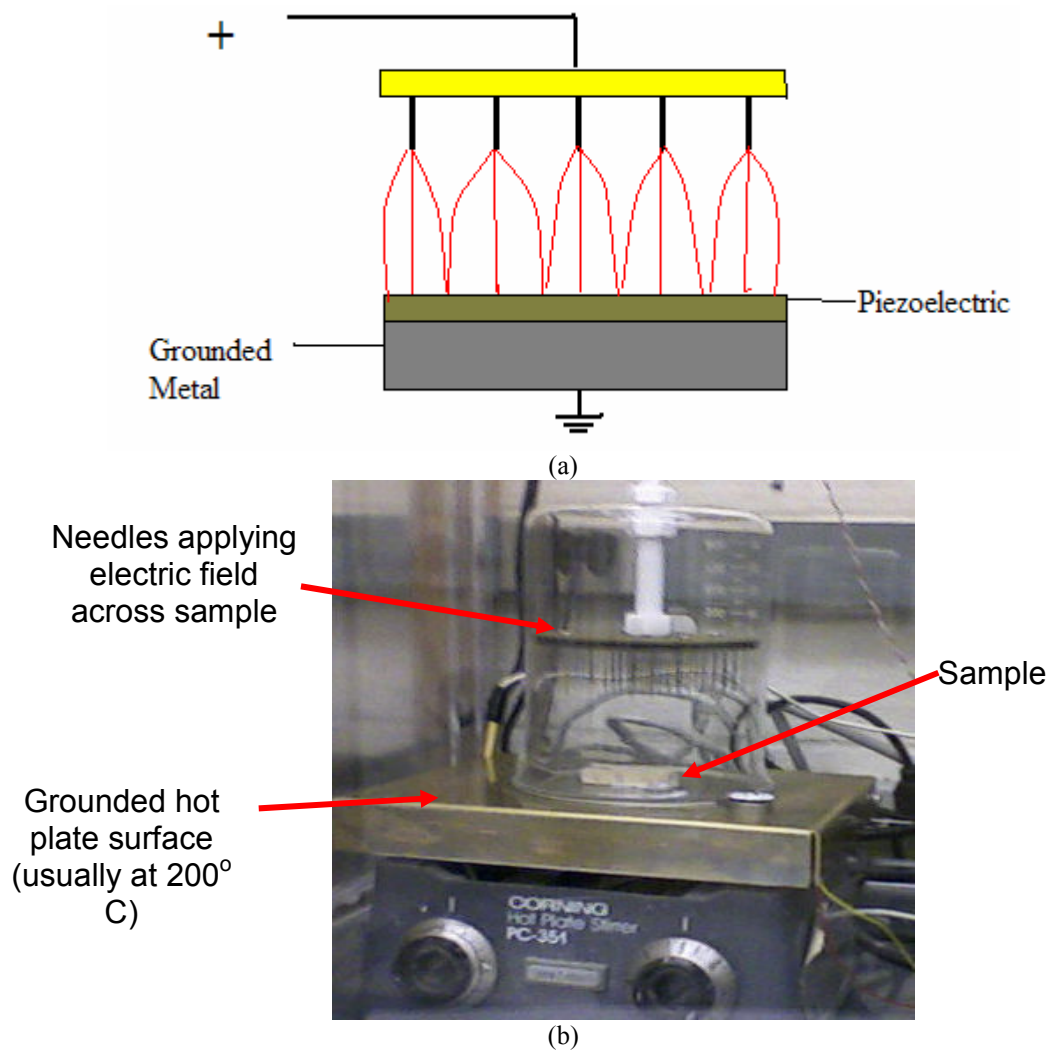 +
Piezoelectric
Grounded
Metal
(a)
Needles applying
electric field
across sample
Sample
Grounded hot
plate surface
(usually at 200°
C)
CORNING
Hot Plate Stirrer
PC-351
(b)